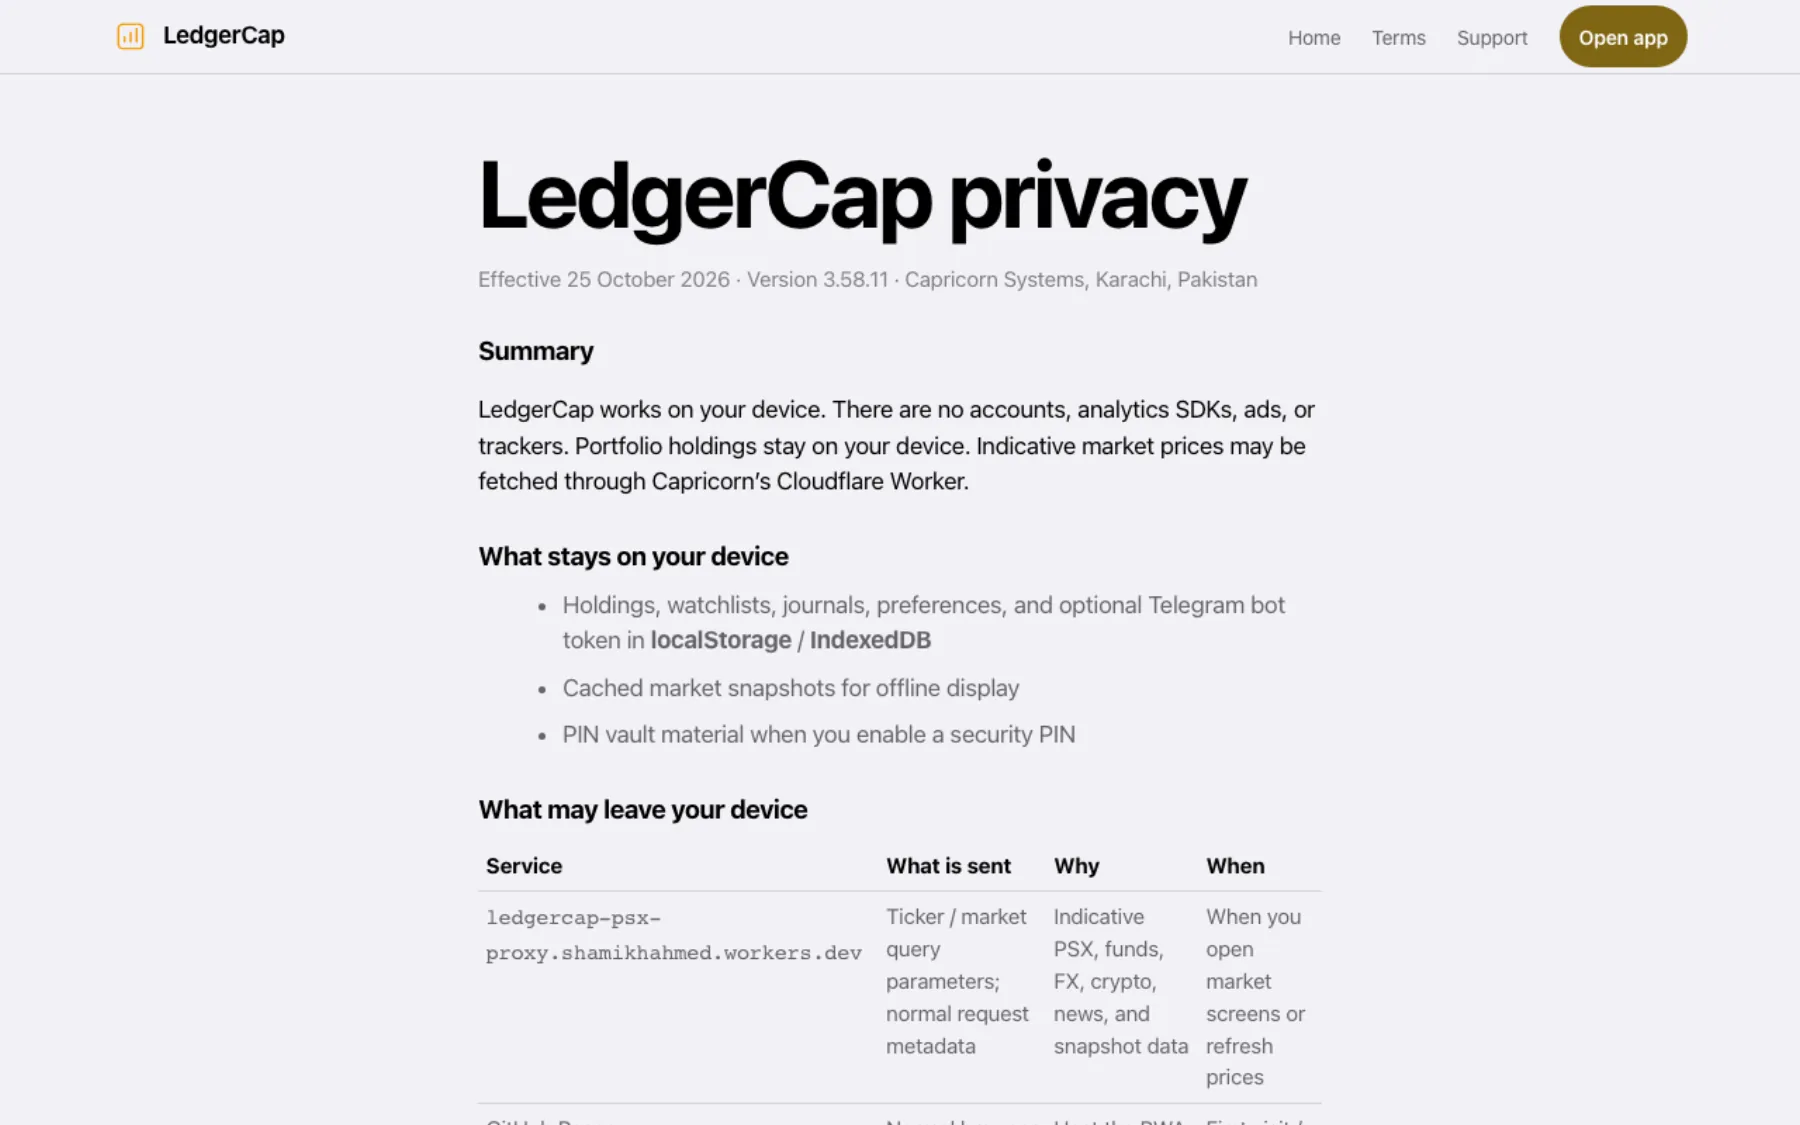 LedgerCap
Home
Terms
Support
Open app
LedgerCap privacy
Effective 25 October 2026 · Version 3.58.11 · Capricorn Systems, Karachi, Pakistan
Summary
LedgerCap works on your device. There are no accounts, analytics SDKs, ads, or
trackers. Portfolio holdings stay on your device. Indicative market prices may be
fetched through Capricorn’s Cloudflare Worker.
What stays on your device
• Holdings, watchlists, journals, preferences, and optional Telegram bot
token in localStorage / IndexedDB
• Cached market snapshots for offline display
• PIN vault material when you enable a security PIN
What may leave your device
Service
What is sent
Why
When
ledgercap-psx-
proxy.shamikhahmed.workers.dev
Ticker / market
query
parameters;
normal request
metadata
Indicative
PSX, funds,
FX, crypto,
news, and
snapshot data
When you
open
market
screens or
refresh
prices